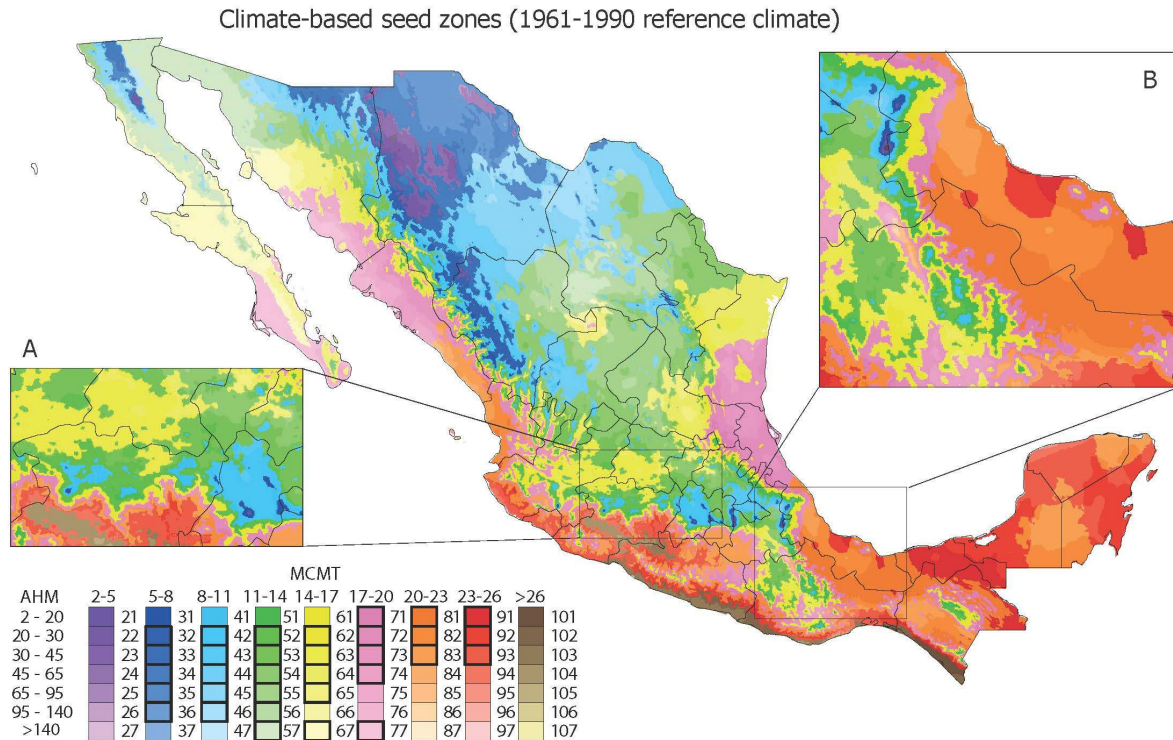 Climate-based seed zones (1961-1990 reference climate)
B
A
MCMT
AHM 2-5 5-8 8-11 11-14 14-17 17-20 20-23 23-26 >26
2 - 20 21 31 41 51 61 71 81 91 101
20 - 30 22 32 42 52 62 72 82 92 102
30 - 45 23 33 43 53 63 73 83 93 103
45 - 65 24 34 44 54 64 74 84 94 104
65 - 95 25 35 45 55 65 75 85 95 105
95 - 140 26 36 46 56 66 76 86 96 106
>140 27 37 47 57 67 77 87 97 107